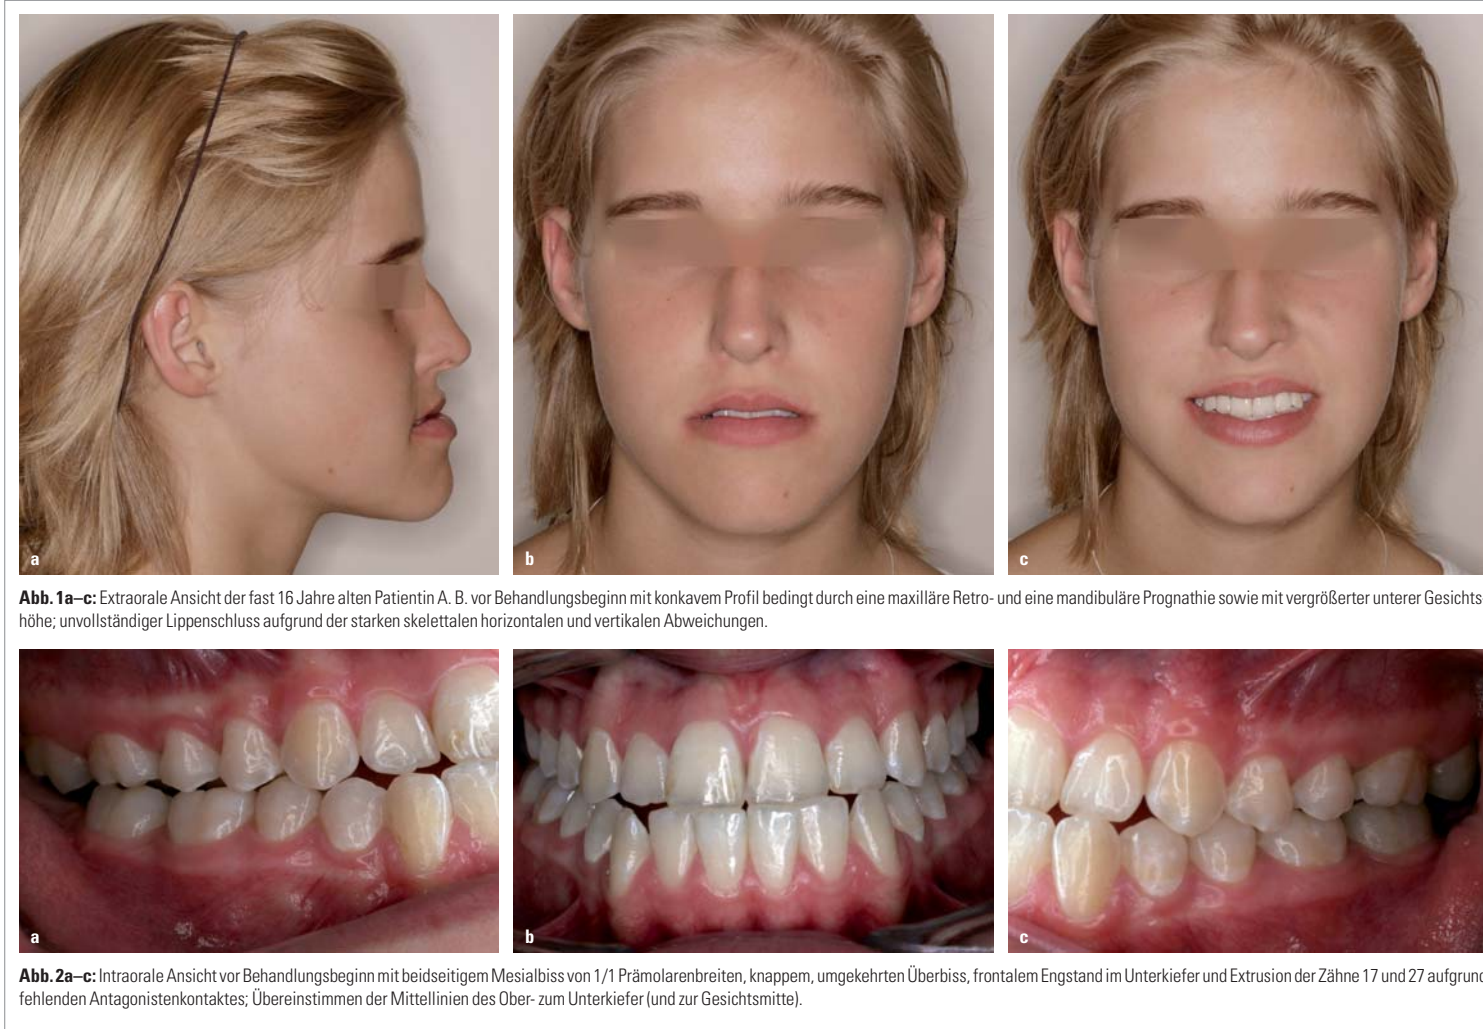 a
b
c
Abb. 1a–c: Extraorale Ansicht der fast 16 Jahre alten Patientin A. B. vor Behandlungsbeginn mit konkavem Profil bedingt durch eine maxilläre Retro- und eine mandibuläre Prognathie sowie mit vergrößerter unterer Gesichts
höhe; unvollständiger Lippenschluss aufgrund der starken skelettalen horizontalen und vertikalen Abweichungen.
a
b
c
Abb. 2a–c: Intraorale Ansicht vor Behandlungsbeginn mit beidseitigem Mesialbiss von 1/1 Prämolarenbreiten, knappem, umgekehrten Überbiss, frontalem Engstand im Unterkiefer und Extrusion der Zähne 17 und 27 aufgrund
fehlenden Antagonistenkontaktes; Übereinstimmen der Mittellinien des Ober- zum Unterkiefer (und zur Gesichtsmitte).